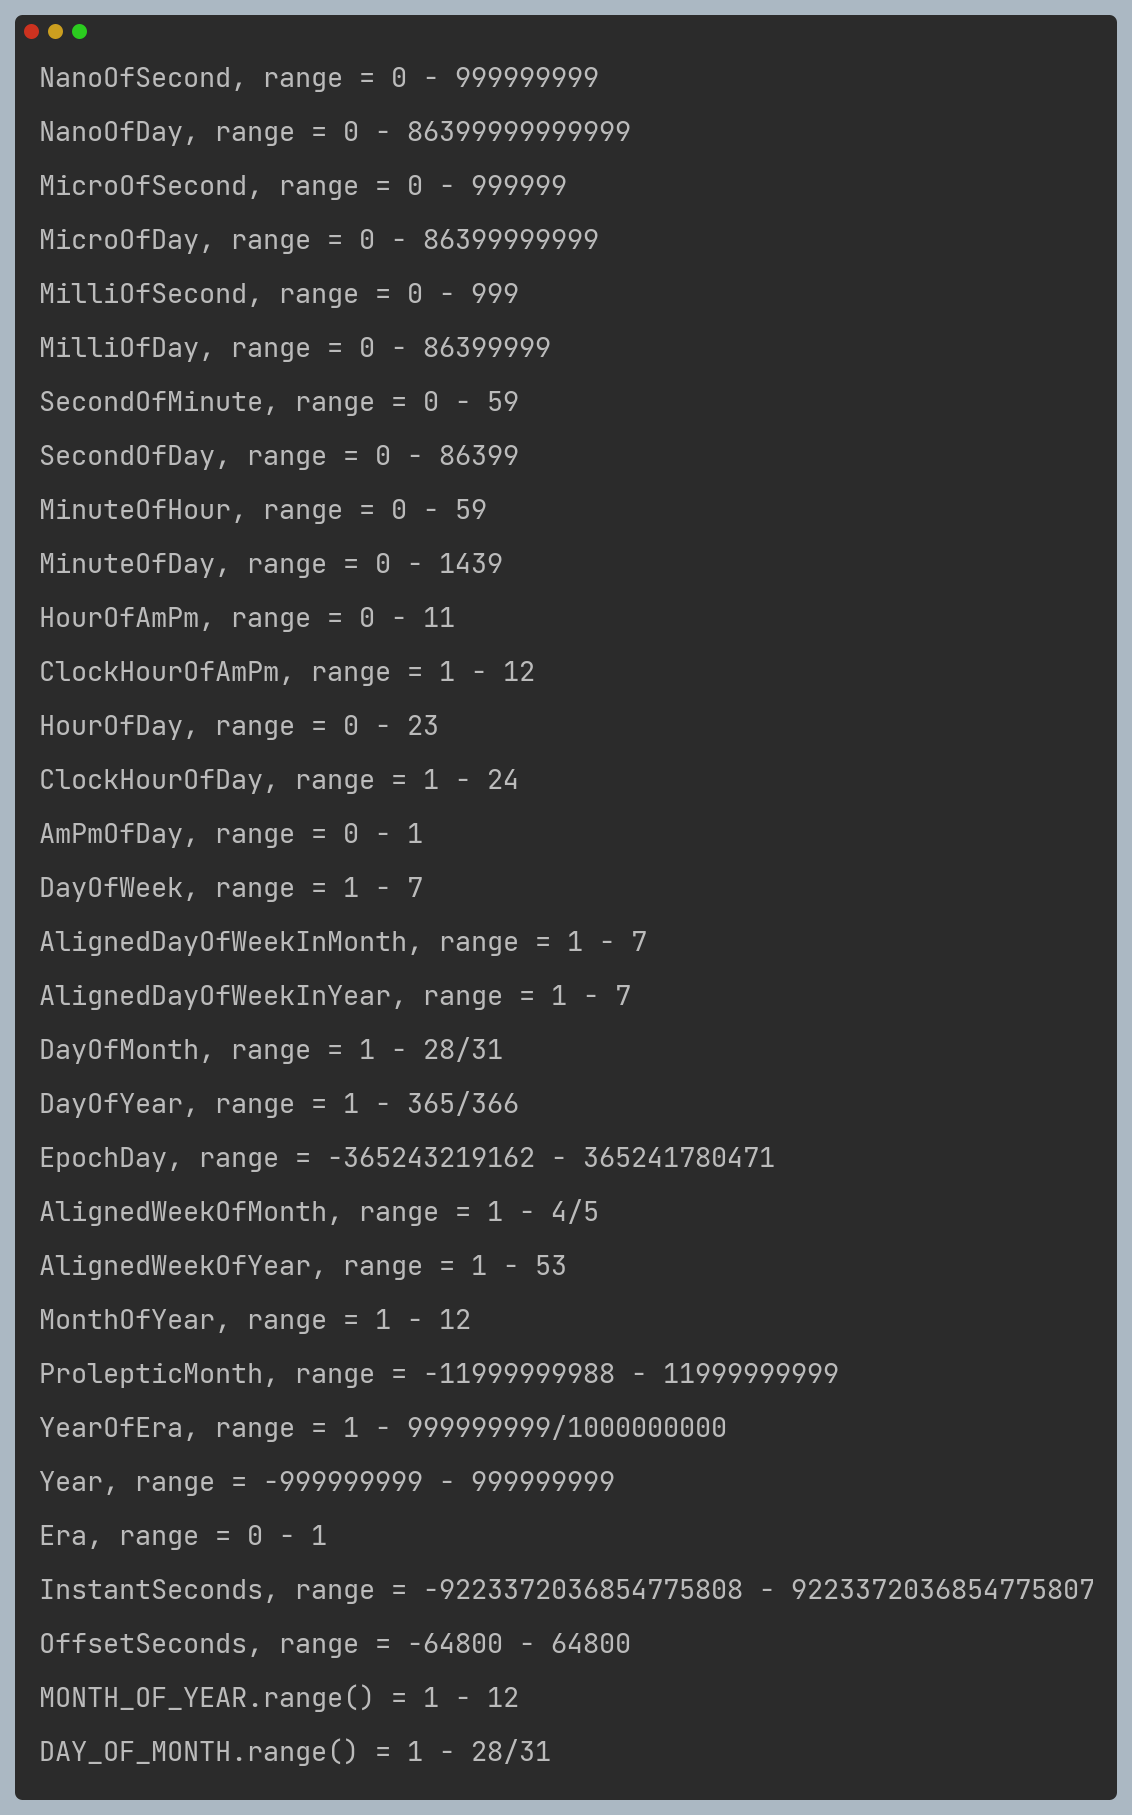 NanoOfSecond, range = 0 - 999999999
NanoOfDay, range = 0 - 86399999999999
MicroOfSecond, range = 0 - 999999
MicroOfDay, range = 0 - 86399999999
MilliOfSecond, range = 0 - 999
MilliOfDay, range = 0 - 86399999
SecondOfMinute, range = 0 - 59
SecondOfDay, range = 0 - 86399
MinuteOfHour, range = 0 - 59
MinuteOfDay, range = 0 - 1439
HourOfAmPm, range = 0 - 11
ClockHourOfAmPm, range = 1 - 12
HourOfDay, range = 0 - 23
ClockHourOfDay, range = 1 - 24
AmPmOfDay, range = 0 - 1
DayOfWeek, range = 1 - 7
AlignedDayOfWeekInMonth, range = 1 - 7
AlignedDayOfWeekInYear, range = 1 - 7
DayOfMonth, range = 1 - 28/31
DayOfYear, range = 1 - 365/366
EpochDay, range = -365243219162 - 365241780471
AlignedWeekOfMonth, range = 1 - 4/5
AlignedWeekOfYear, range = 1 - 53
MonthOfYear, range = 1 - 12
ProlepticMonth, range = -11999999988 - 11999999999
YearOfEra, range = 1 - 999999999/1000000000
Year, range = -999999999 - 999999999
Era, range = 0 - 1
InstantSeconds, range = -9223372036854775808 - 9223372036854775807
OffsetSeconds, range = -64800 - 64800
MONTH_OF_YEAR.range() = 1 - 12
DAY_OF_MONTH.range() = 1 - 28/31